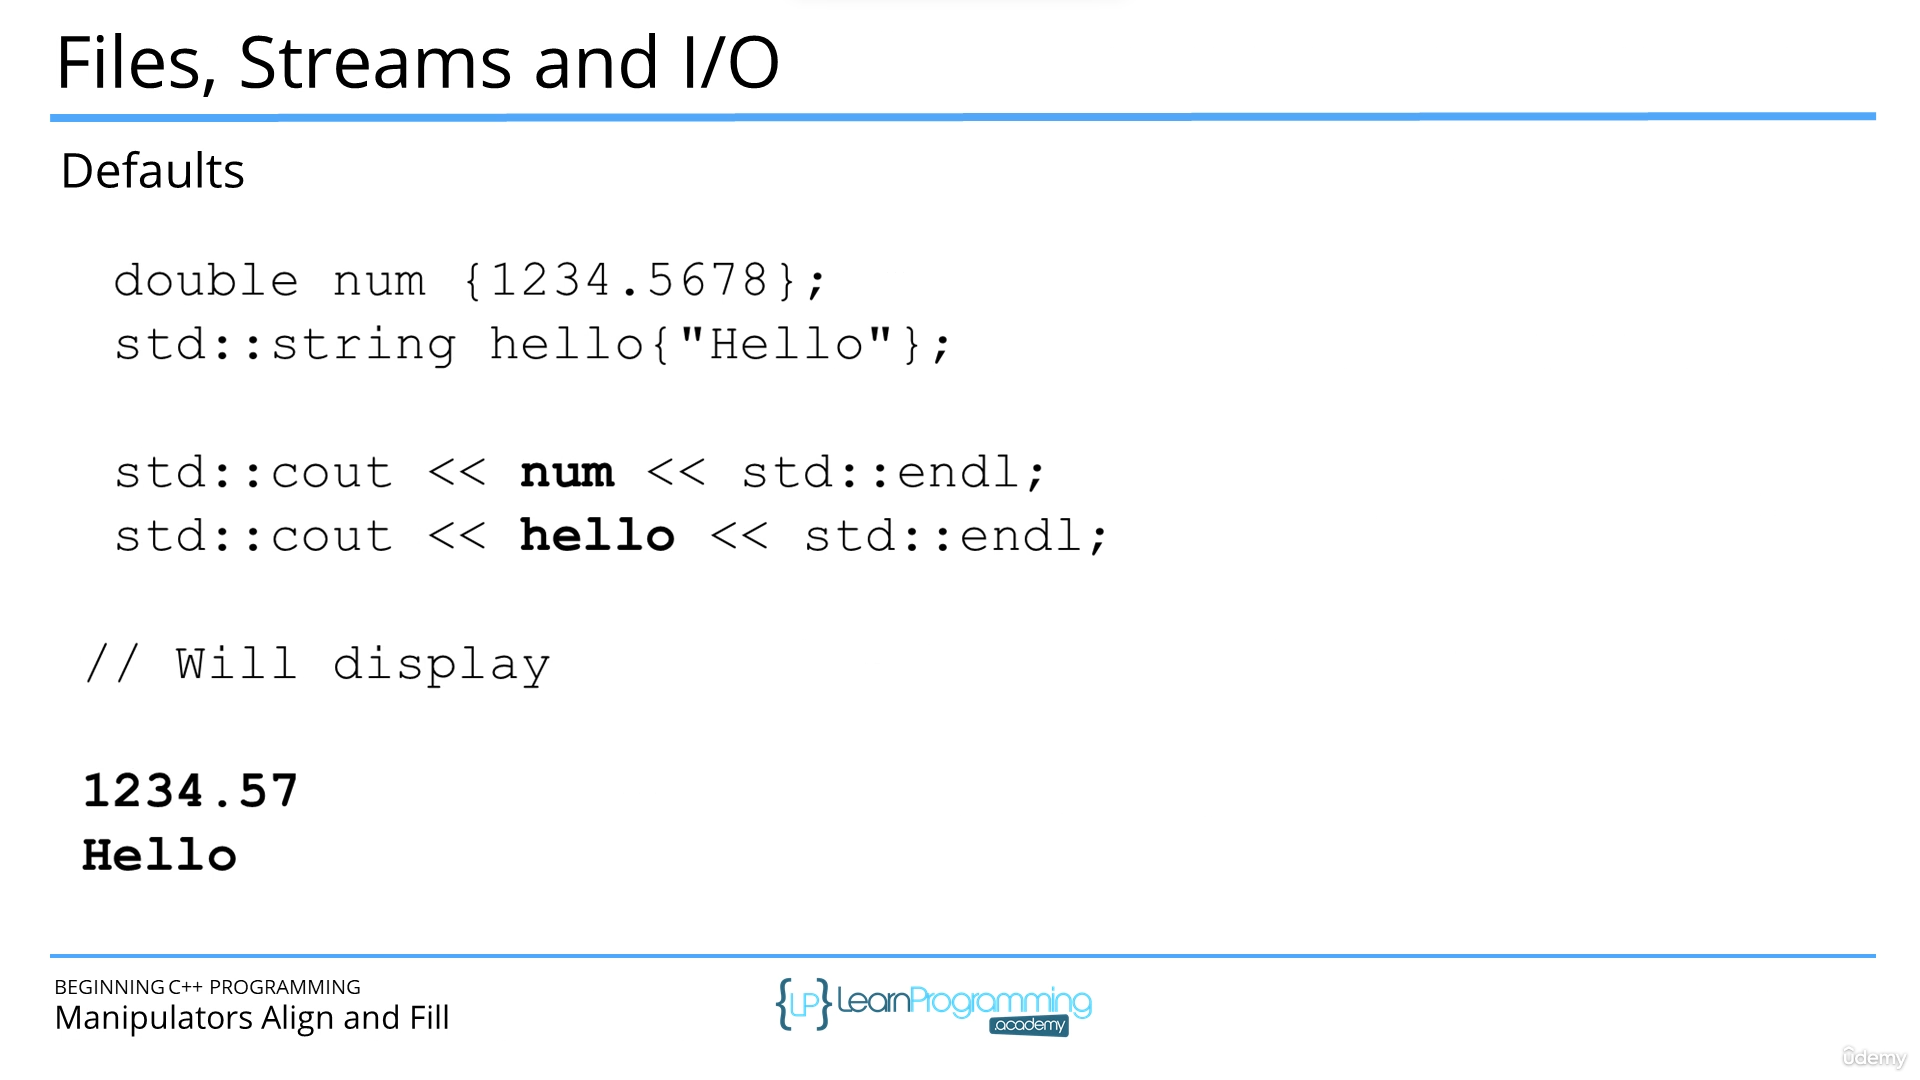 Files, Streams and I/O
Defaults
double num {1234.5678};
std::string hello{"Hello"};
std::cout << num << std::endl;
std::cout << hello << std::endl;
// Will display
1234.57
Hello
BEGINNING C++ PROGRAMMING
Manipulators Align and Fill
{LP} LearnProgramming
academy
ûdemy